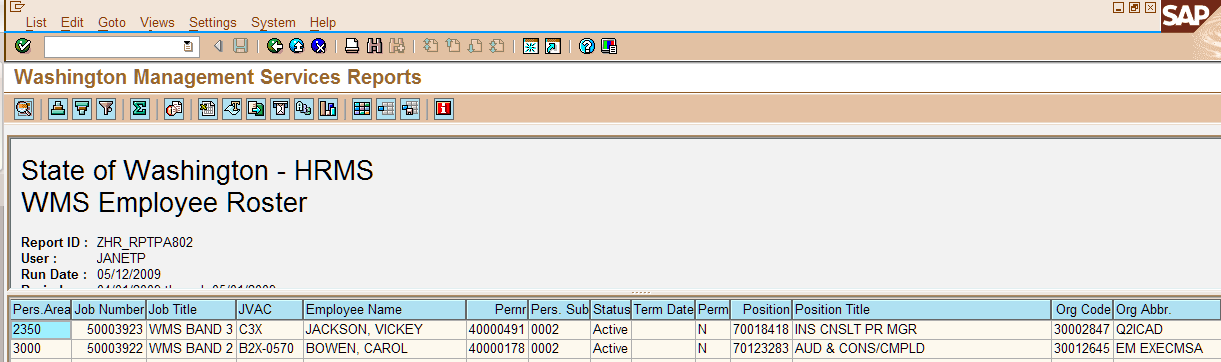 List Edit Goto Views Settings System Help
SAP
Washington Management Services Reports
State of Washington - HRMS
WMS Employee Roster
Report ID : ZHR_RPTPA802
User : JANETP
Run Date : 05/12/2009
Pers.Area Job Number Job Title JVAC Employee Name Pernr Pers. Sub Status Term Date Perm Position Position Title Org Code Org Abbr.
2350 50003923 WMS BAND 3 C3X JACKSON, VICKEY 40000491 0002 Active N 70018418 INS CNSLT PR MGR 30002847 Q2ICAD
3000 50003922 WMS BAND 2 B2X-0570 BOWEN, CAROL 40000178 0002 Active N 70123283 AUD & CONS/CMPLD 30012645 EM EXECMSA